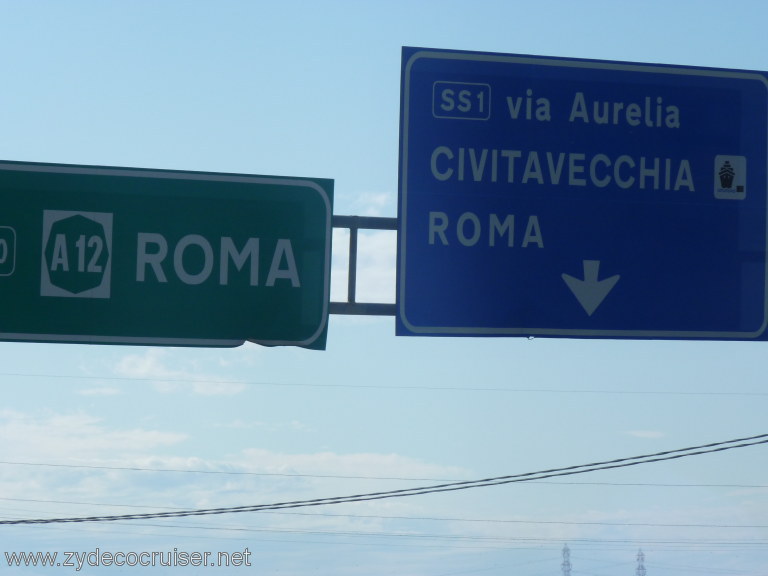 A12 ROMA
SS1 via Aurelia
CIVITAVECCHIA
ROMA
www.zydecocruiser.net